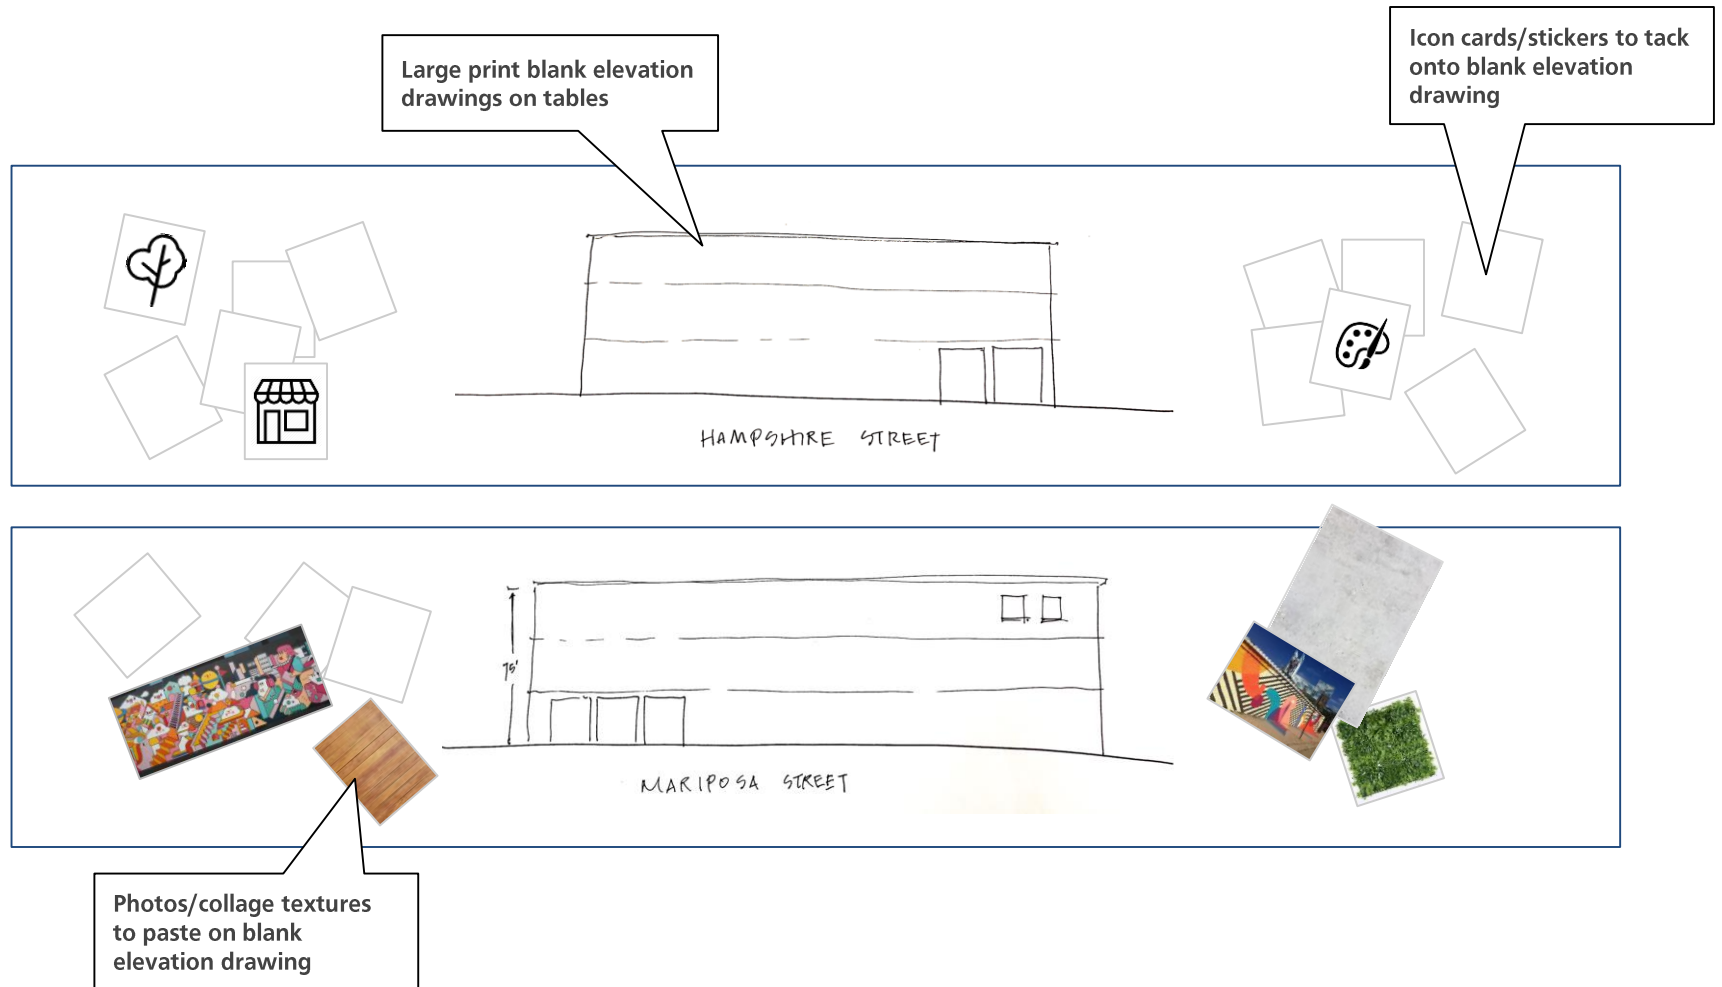 Large print blank elevation
drawings on tables
Icon cards/stickers to tack
onto blank elevation
drawing
HAMPSHIRE STREET
75'
MARIPOSA STREET
Photos/collage textures
to paste on blank
elevation drawing